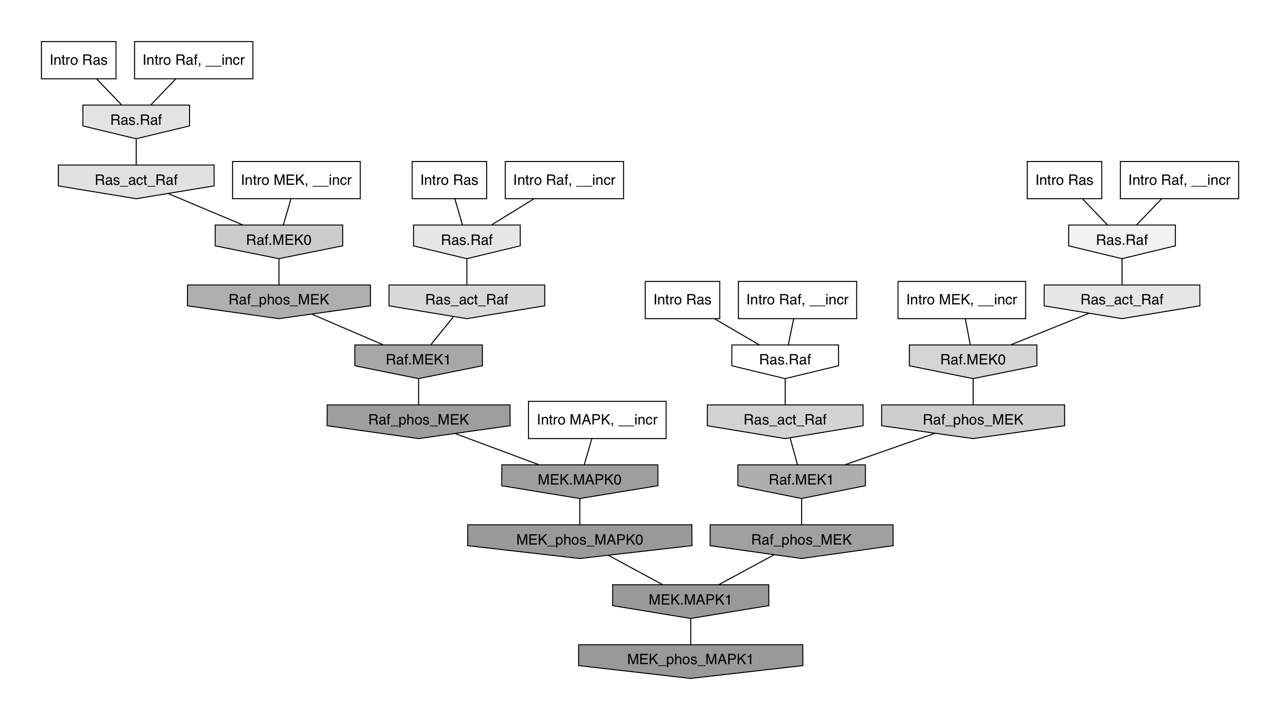 Intro Ras
Intro Raf, __incr
Ras.Raf
Ras_act_Raf
Intro MEK, __incr
Intro Ras
Intro Raf, __incr
Intro Ras
Intro Raf, __incr
Raf.MEK0
Ras.Raf
Ras.Raf
Raf_phos_MEK
Ras_act_Raf
Intro Ras
Intro Raf, __incr
Intro MEK, __incr
Ras_act_Raf
Raf.MEK1
Ras.Raf
Raf.MEK0
Raf_phos_MEK
Intro MAPK, __incr
Ras_act_Raf
Raf_phos_MEK
MEK.MAPK0
Raf.MEK1
MEK_phos_MAPK0
Raf_phos_MEK
MEK.MAPK1
MEK_phos_MAPK1